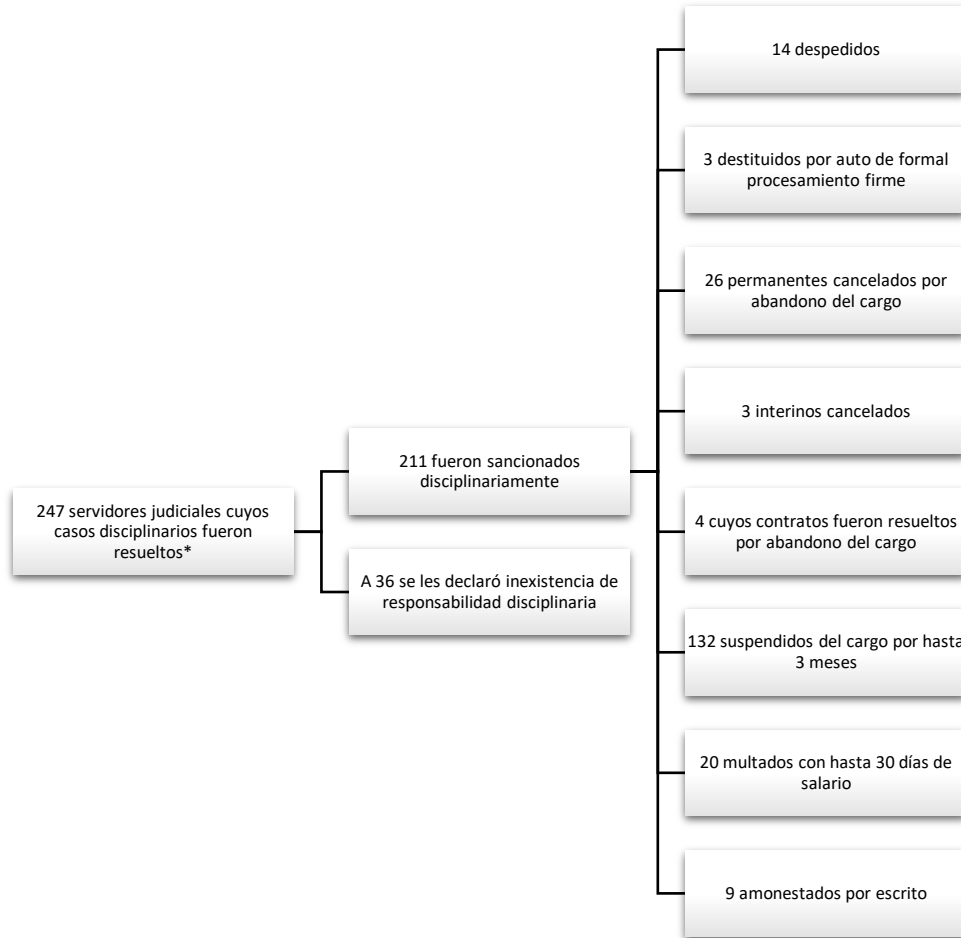 247 servidores judiciales cuyos
casos disciplinarios fueron
resueltos*
211 fueron sancionados
disciplinariamente
A 36 se les declaró inexistencia de
responsabilidad disciplinaria
14 despedidos
3 destituidos por auto de formal
procesamiento firme
26 permanentes cancelados por
abandono del cargo
3 interinos cancelados
4 cuyos contratos fueron resueltos
por abandono del cargo
132 suspendidos del cargo por hasta
3 meses
20 multados con hasta 30 días de
salario
9 amonestados por escrito